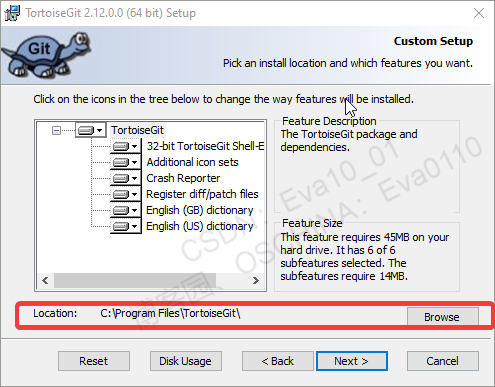 TortoiseGit 2.12.0.0 (64 bit) Setup
Git
Custom Setup
Pick an install location and which features you want.
Click on the icons in the tree below to change the way features will be installed.
TortoiseGit
32-bit TortoiseGit Shell-E
Additional icon sets
Crash Reporter
Register diff/patch files
English (GB) dictionary
English (US) dictionary
Feature Description
The TortoiseGit package and
dependencies.
Feature Size
This feature requires 45MB on your
hard drive. It has 6 of 6
subfeatures selected. The
subfeatures require 14MB.
CSDN: Eva10_01
博客园、OSCHINA: Eva0110
Location: C:\Program Files\TortoiseGit\
Browse
Reset
Disk Usage
< Back
Next >
Cancel